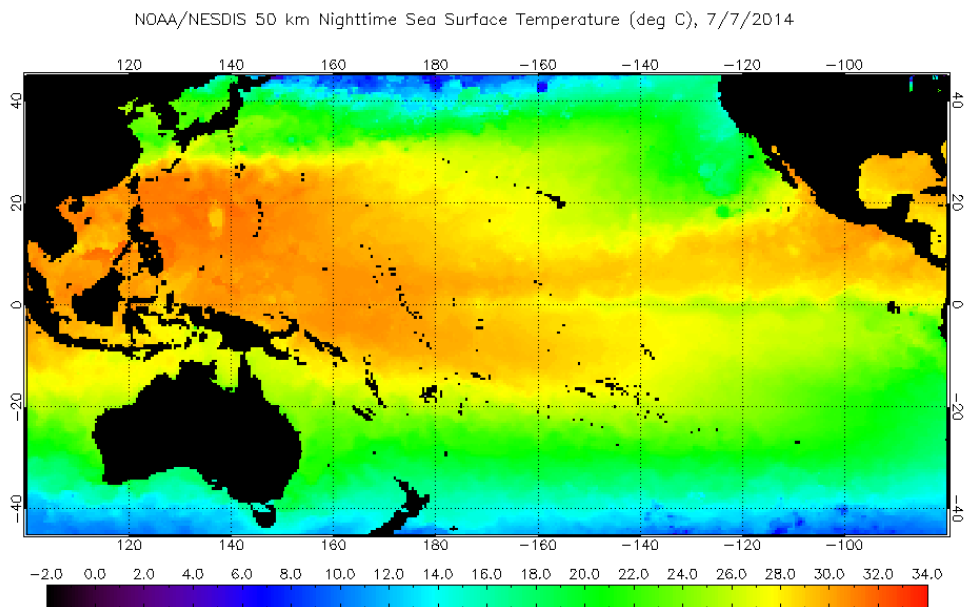 NOAA/NESDIS 50 km Nighttime Sea Surface Temperature (deg C), 7/7/2014
120 140 160 180 -160 -140 -120 -100
40 40
20 20
0 0
-20 -20
-40 -40
120 140 160 180 -160 -140 -120 -100
-2.0 0.0 2.0 4.0 6.0 8.0 10.0 12.0 14.0 16.0 18.0 20.0 22.0 24.0 26.0 28.0 30.0 32.0 34.0